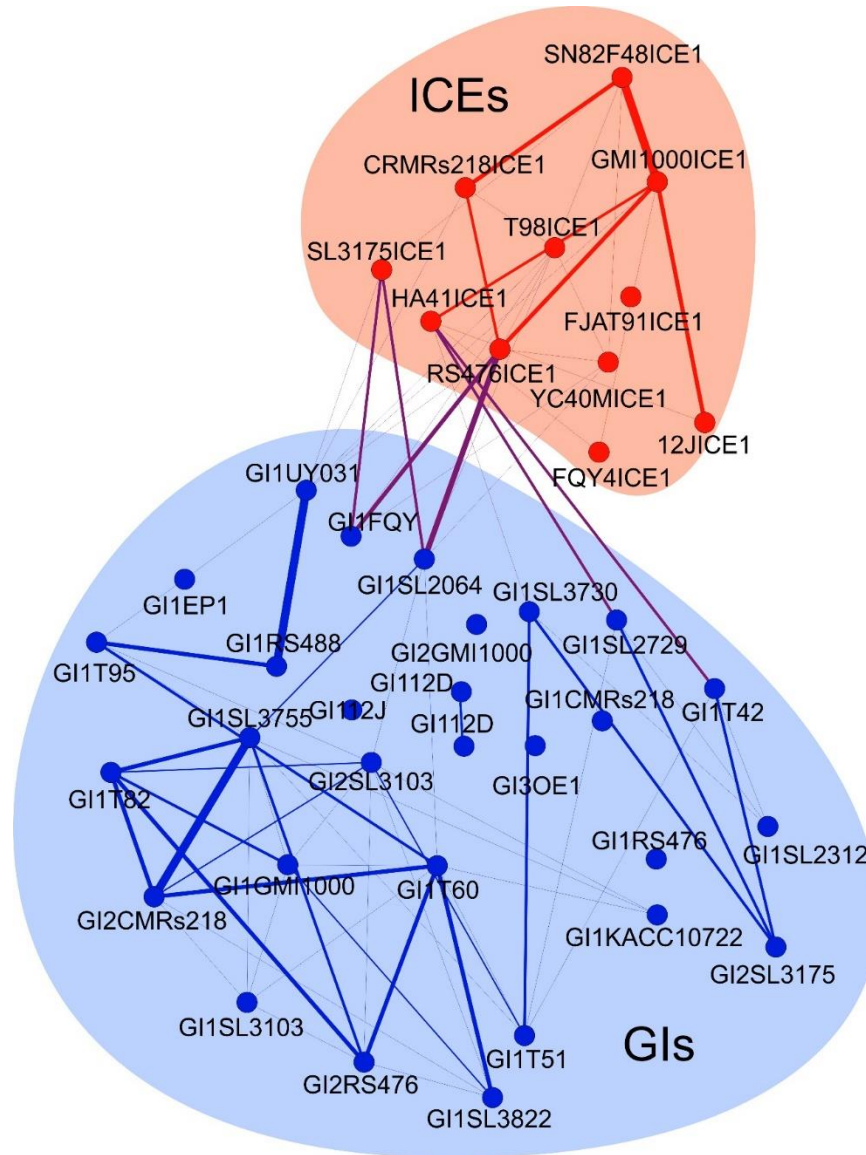 SN82F48ICE1
ICEs
GMI1000ICE1
CRMRs218ICE1
T98ICE1
SL3175ICE1
HA41ICE1
FJAT91ICE1
RS476ICE1
YC40MICE1
12JICE1
FQY4ICE1
GI1UY031
GI1FQY
GI1SL2064
GI1EP1
GI1SL3730
GI1RS488
GI2GMI1000
GI1SL2729
GI1T95
GI112D
GI1CMRs218
GI1T42
GI1SL3755
GI112J
GI112D
GI2SL3103
GI3OE1
GI1T82
GI1RS476
GI1SL2312
GI1GMI1000
GI1T60
GI2CMRs218
GI1KACC10722
GI2SL3175
GI1SL3103
GI1T51
GIs
GI2RS476
GI1SL3822